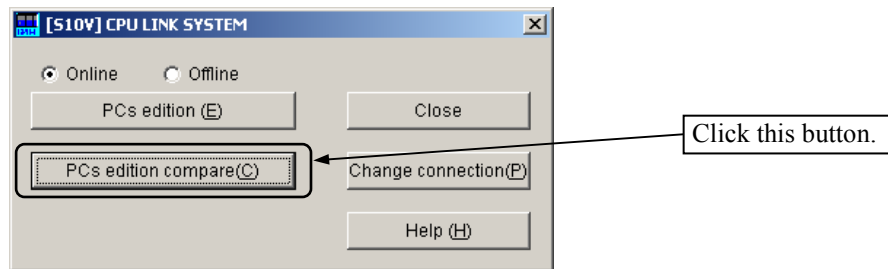 [S10V] CPU LINK SYSTEM
Online Offline
PCs edition (E) Close
PCs edition compare(C) Change connection(P)
Help (H)
Click this button.